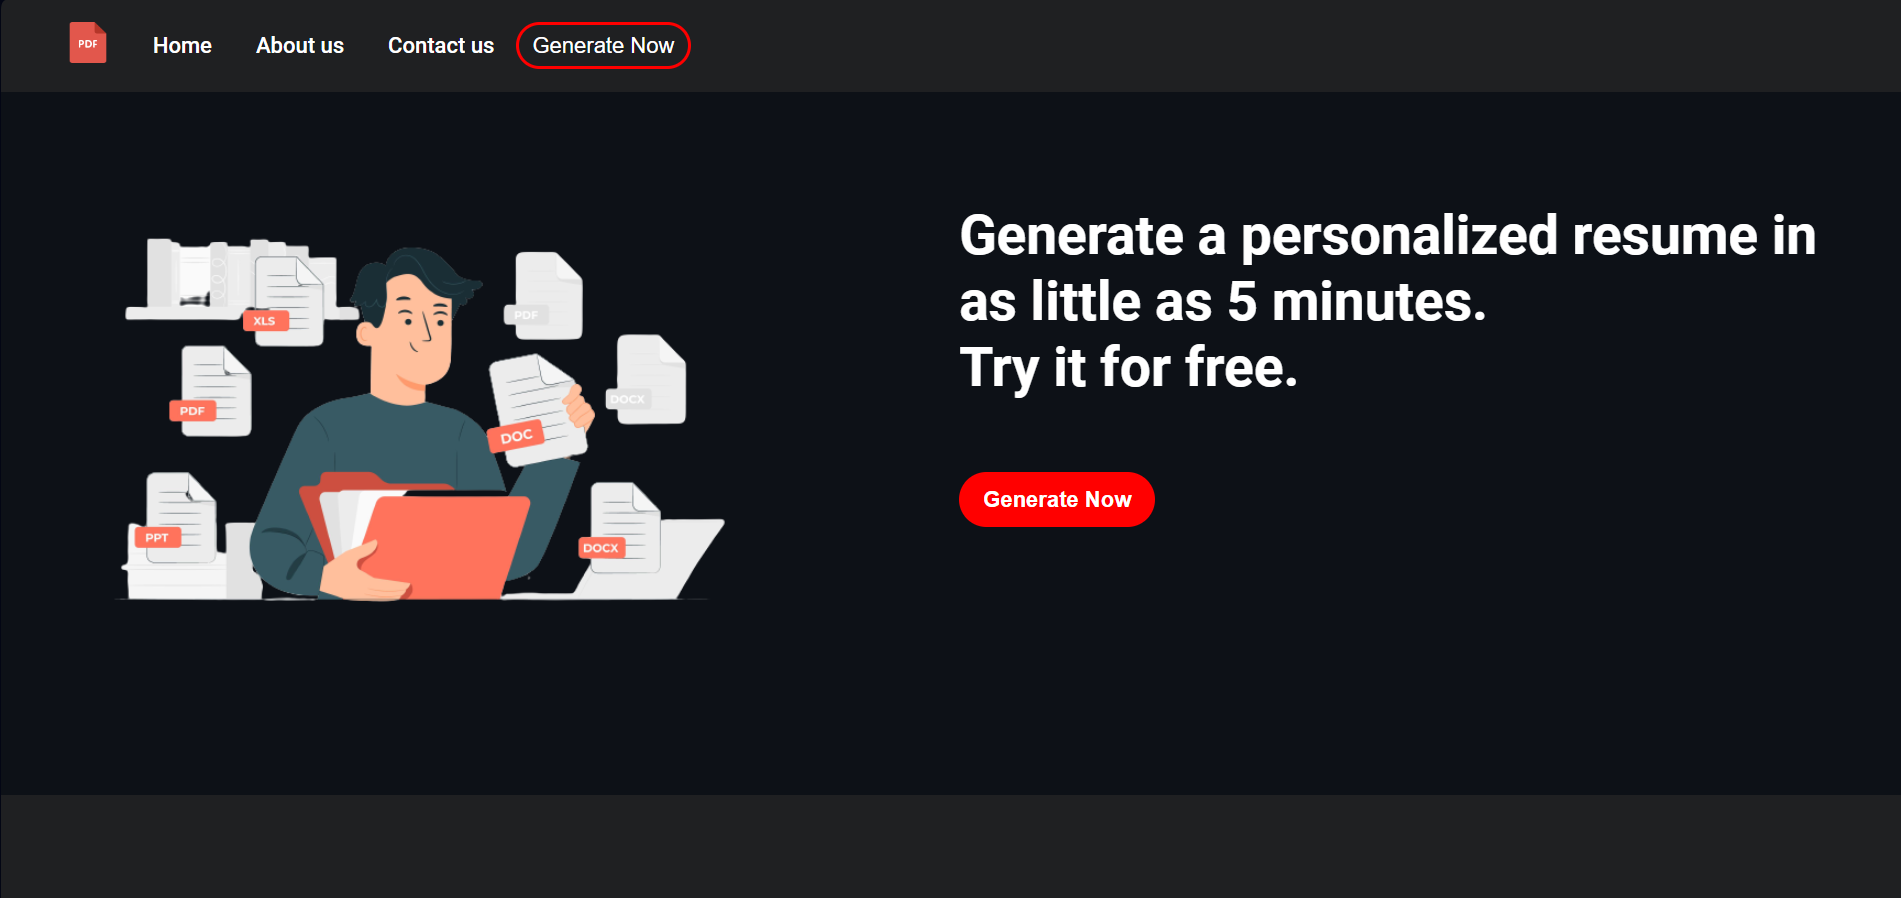 PDF
Home
About us
Contact us
Generate Now
Generate a personalized resume in
as little as 5 minutes.
Try it for free.
Generate Now
XLS
PDF
PDF
DOCX
DOC
PPT
DOCX